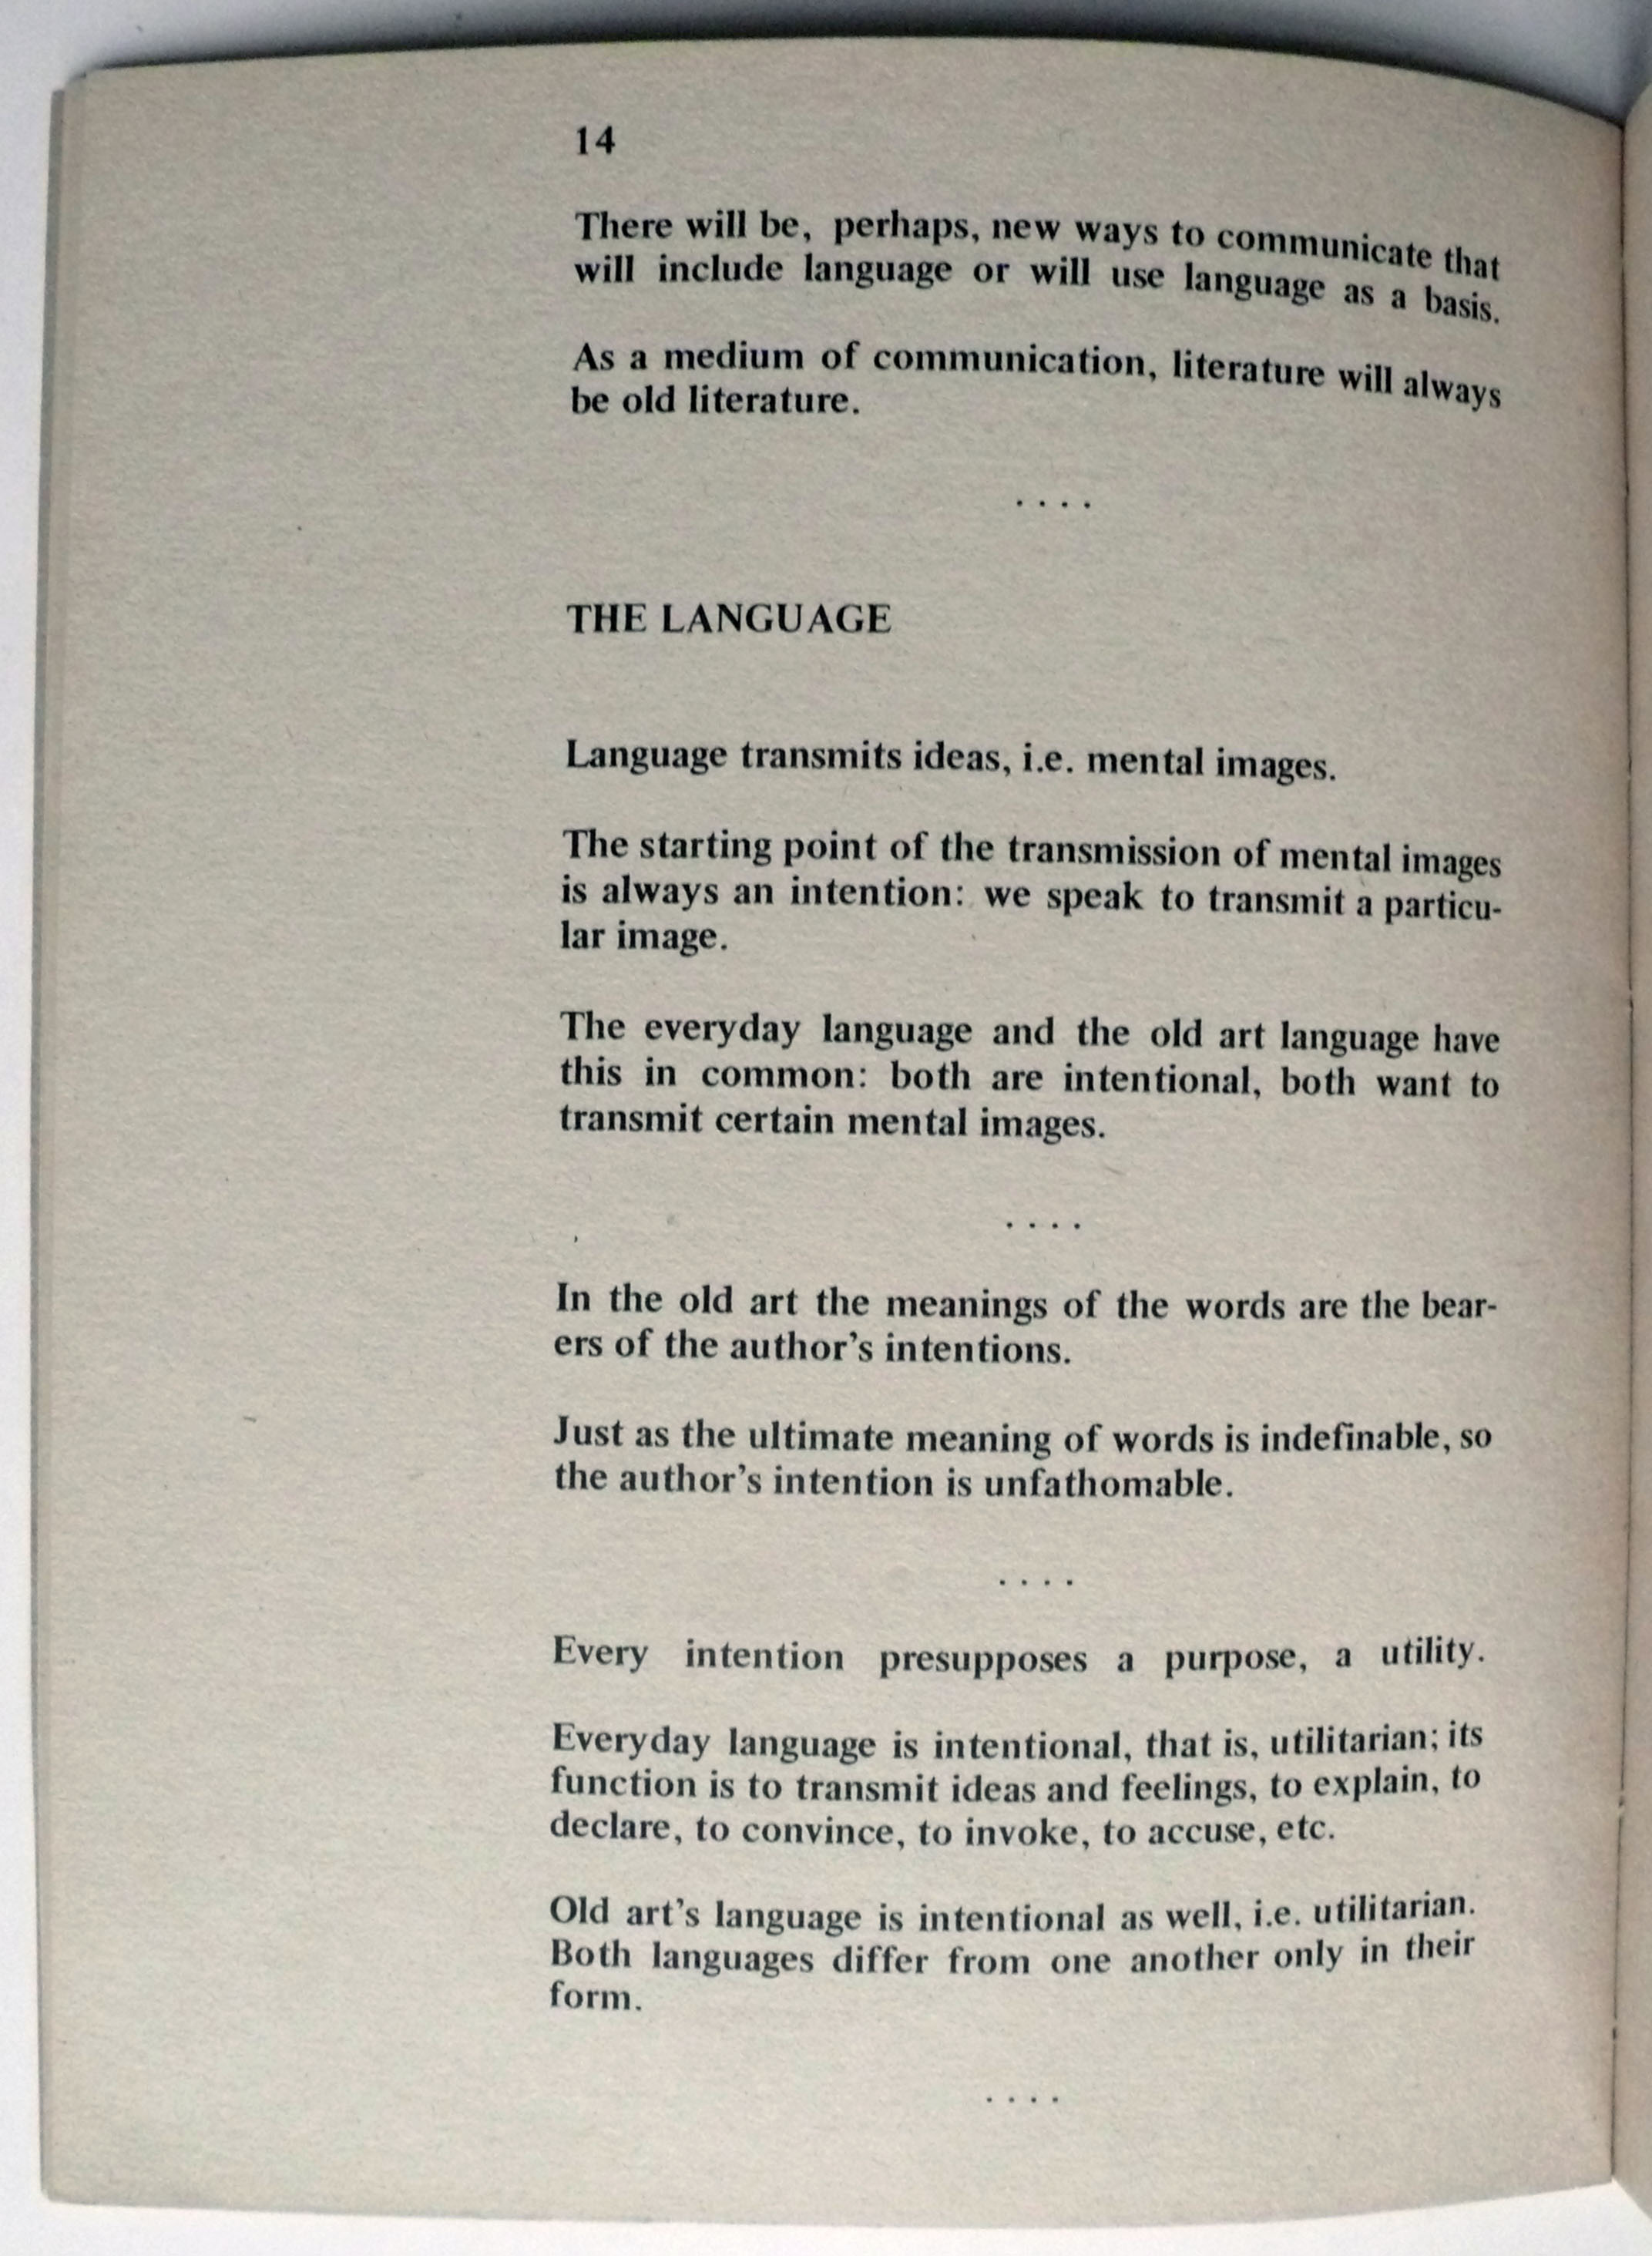 14
There will be, perhaps, new ways to communicate that
will include language or will use language as a basis.
As a medium of communication, literature will always
be old literature.
....
THE LANGUAGE
Language transmits ideas, i.e. mental images.
The starting point of the transmission of mental images
is always an intention: we speak to transmit a particu-
lar image.
The everyday language and the old art language have
this in common: both are intentional, both want to
transmit certain mental images.
....
In the old art the meanings of the words are the bear-
ers of the author's intentions.
Just as the ultimate meaning of words is indefinable, so
the author's intention is unfathomable.
....
Every intention presupposes a purpose, a utility.
Everyday language is intentional, that is, utilitarian; its
function is to transmit ideas and feelings, to explain, to
declare, to convince, to invoke, to accuse, etc.
Old art's language is intentional as well, i.e. utilitarian.
Both languages differ from one another only in their
form.
....